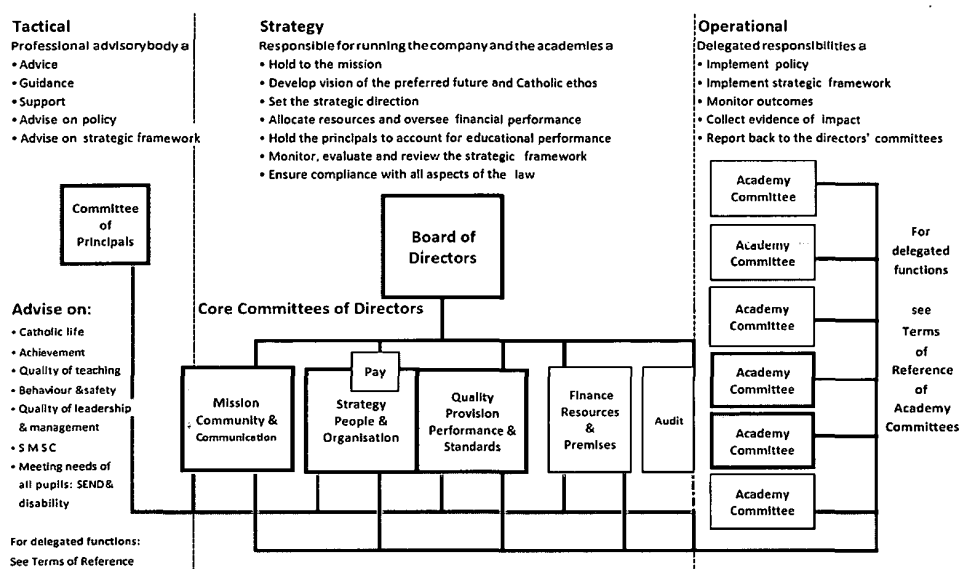 Tactical
Professional advisory body a
• Advice
• Guidance
• Support
• Advise on policy
• Advise on strategic framework
Committee
of
Principals
Advise on:
• Catholic life
• Achievement
• Quality of teaching
• Behaviour & safety
• Quality of leadership
& management
• S M S C
• Meeting needs of
all pupils: SEND &
disability
For delegated functions:
See Terms of Reference
Strategy
Responsible for running the company and the academies a
• Hold to the mission
• Develop vision of the preferred future and Catholic ethos
• Set the strategic direction
• Allocate resources and oversee financial performance
• Hold the principals to account for educational performance
• Monitor, evaluate and review the strategic framework
• Ensure compliance with all aspects of the law
Board of
Directors
Core Committees of Directors
Mission
Community &
Communication
Pay
Strategy
People &
Organisation
Quality
Provision
Performance &
Standards
Finance
Resources
&
Premises
Audit
Operational
Delegated responsibilities a
• Implement policy
• Implement strategic framework
• Monitor outcomes
• Collect evidence of impact
• Report back to the directors' committees
Academy
Committee
Academy
Committee
Academy
Committee
Academy
Committee
Academy
Committee
Academy
Committee
For
delegated
functions
see
Terms
of
Reference
of
Academy
Committees